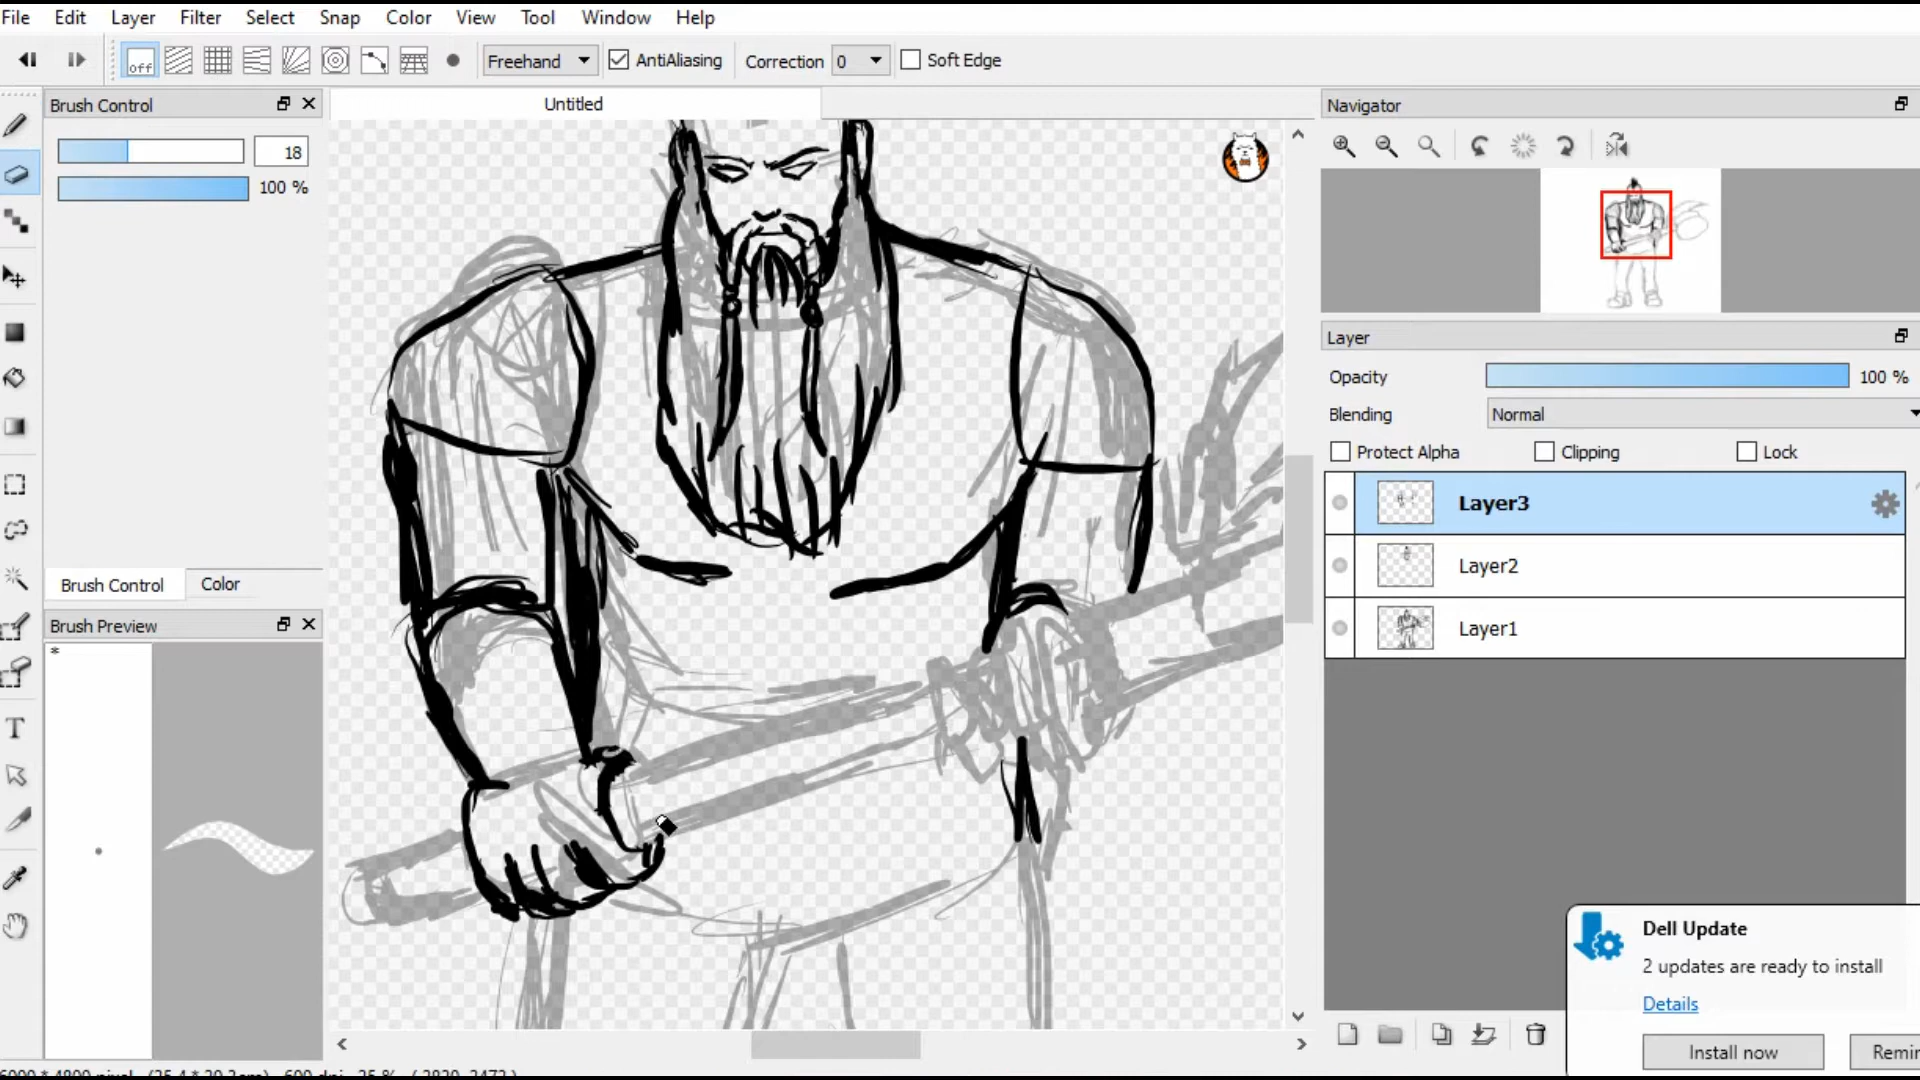 File Edit Layer Filter Select Snap Color View Tool Window Help
off Freehand AntiAliasing Correction 0 Soft Edge
Brush Control
18
100 %
Brush Control Color
Brush Preview
*
Untitled
Navigator
Layer
Opacity 100 %
Blending Normal
Protect Alpha Clipping Lock
Layer3
Layer2
Layer1
T
Dell Update
2 updates are ready to install
Details
Install now Remin